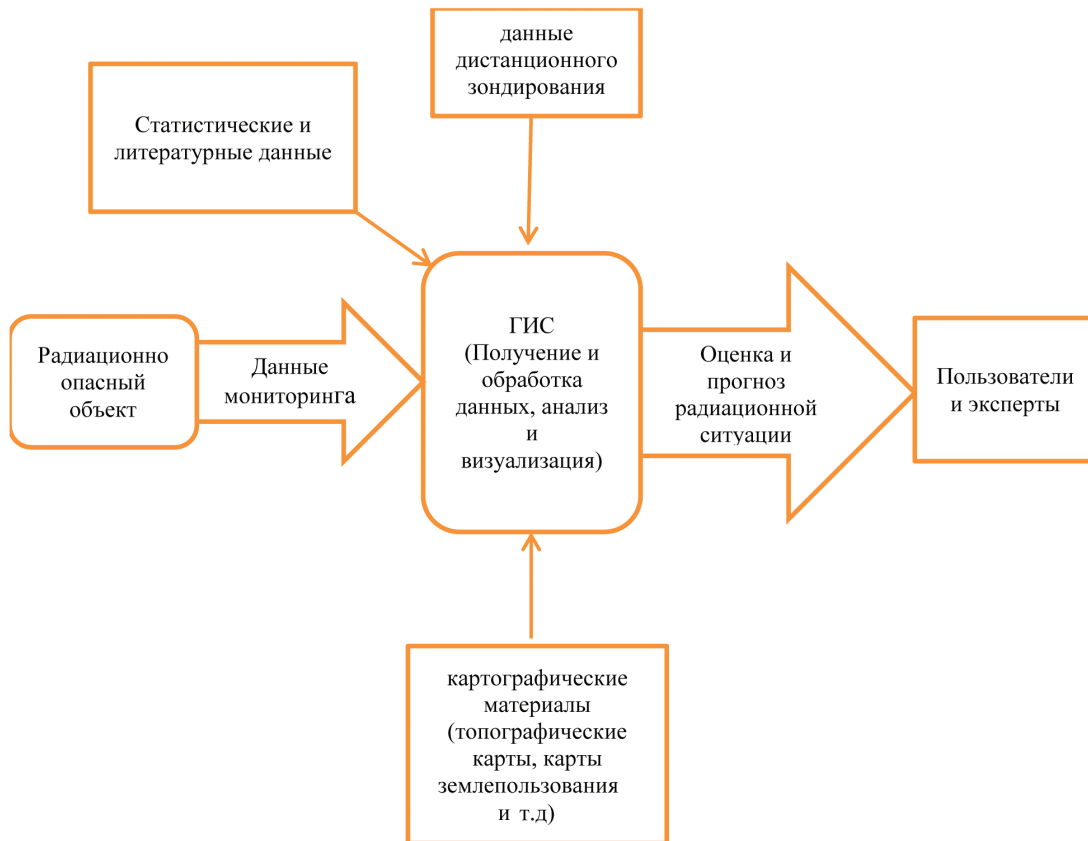 данные
дистанционного
зондирования
Статистические и
литературные данные
Радиационно
опасный
объект
Данные
мониторинга
ГИС
(Получение и
обработка
данных, анализ
и
визуализация)
Оценка и
прогноз
радиационной
ситуации
Пользователи
и эксперты
картографические
материалы
(топографические
карты, карты
землепользования
и т.д)